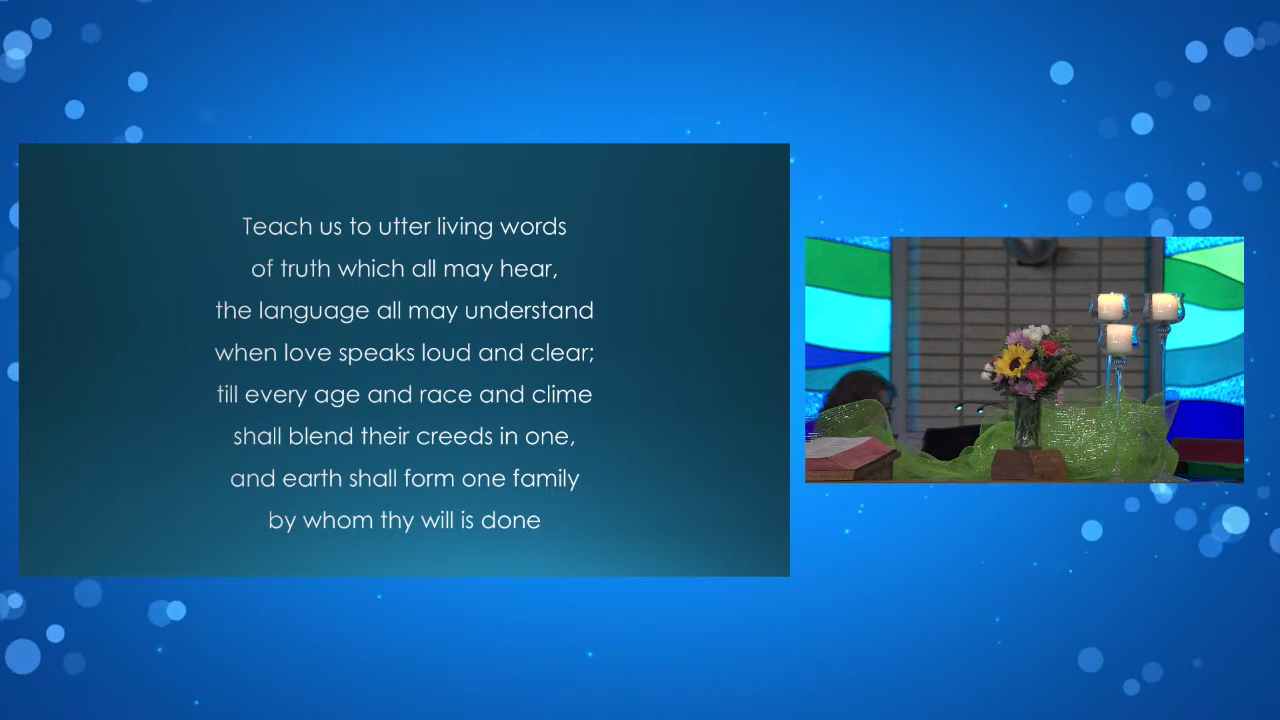 Teach us to utter living words
of truth which all may hear,
the language all may understand
when love speaks loud and clear;
till every age and race and clime
shall blend their creeds in one,
and earth shall form one family
by whom thy will is done